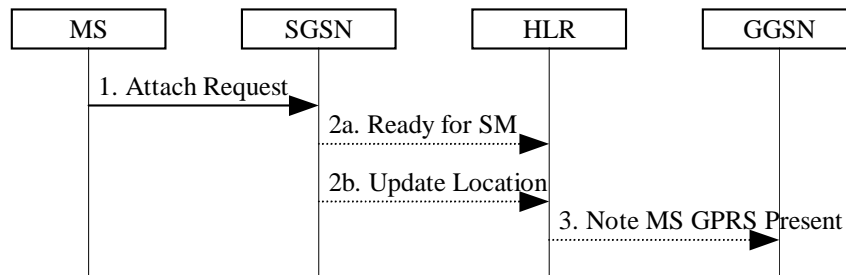 MS
SGSN
HLR
GGSN
1. Attach Request
2a. Ready for SM
2b. Update Location
3. Note MS GPRS Present